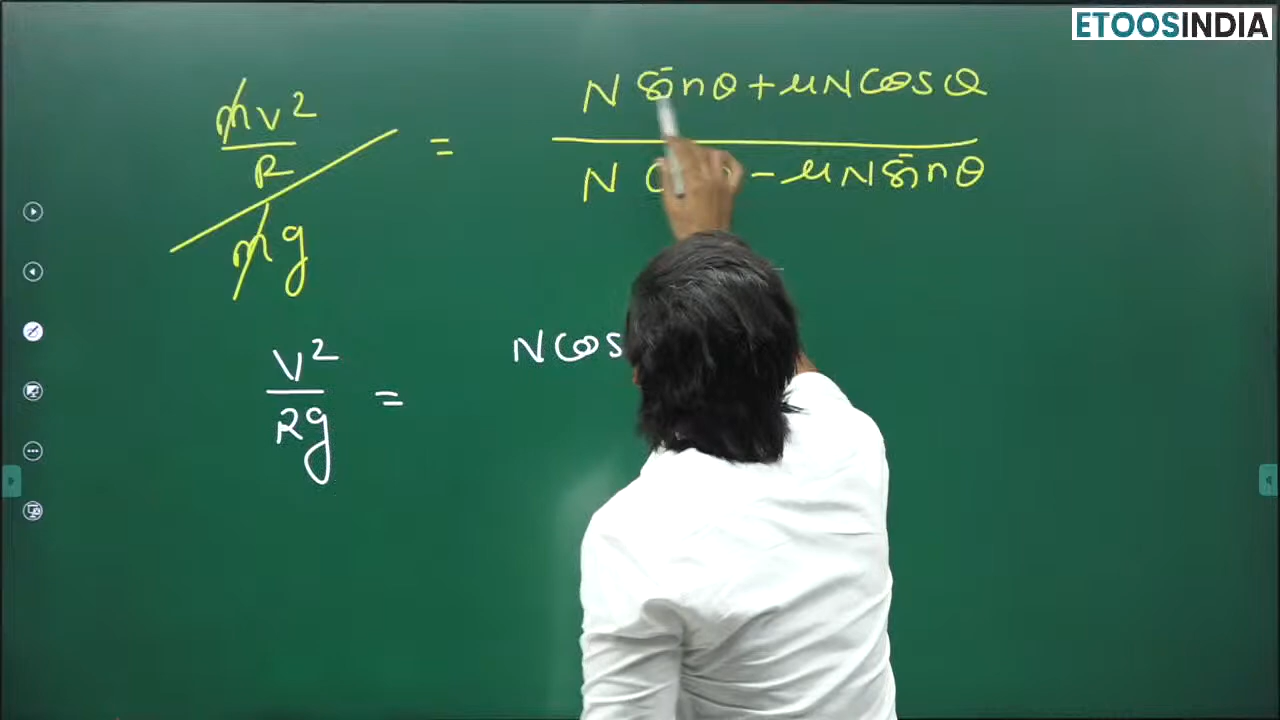 ETOOSINDIA
mv²/R / mg = N sinθ + μN cosθ / N C - μN sinθ
v²/Rg = N cos